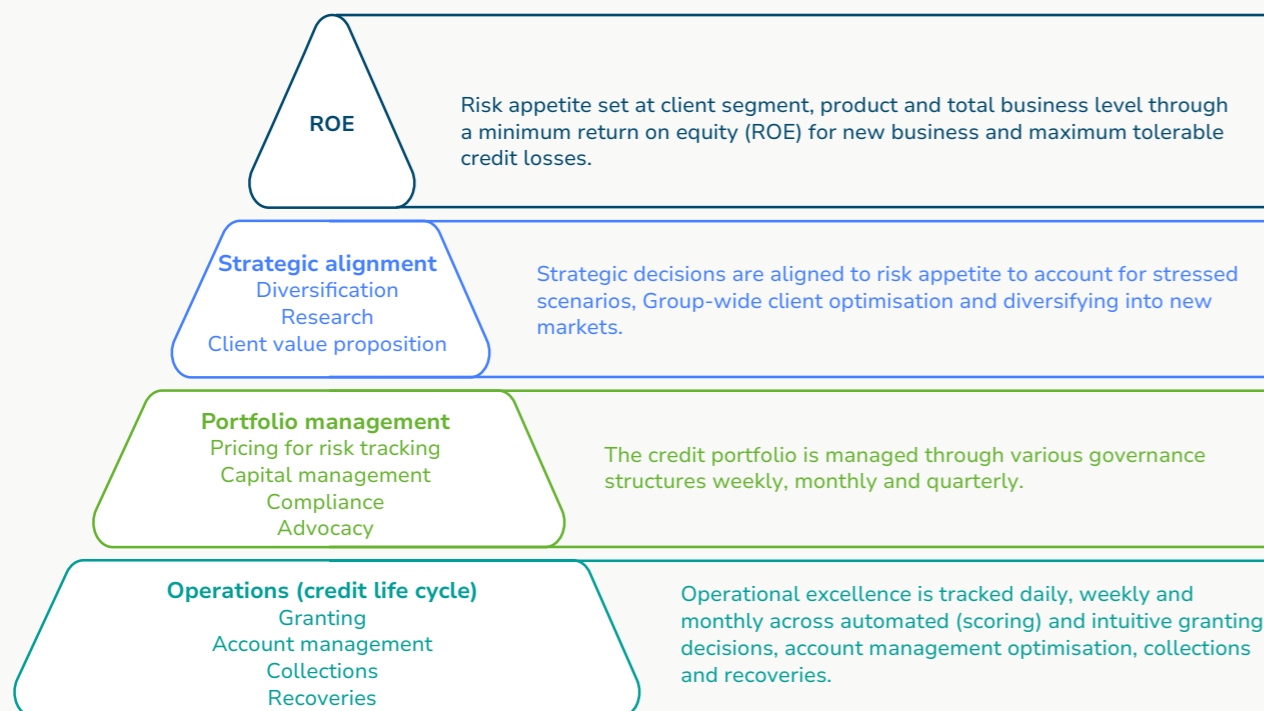 ROE
Risk appetite set at client segment, product and total business level through
a minimum return on equity (ROE) for new business and maximum tolerable
credit losses.
Strategic alignment
Diversification
Research
Client value proposition
Strategic decisions are aligned to risk appetite to account for stressed
scenarios, Group-wide client optimisation and diversifying into new
markets.
Portfolio management
Pricing for risk tracking
Capital management
Compliance
Advocacy
The credit portfolio is managed through various governance
structures weekly, monthly and quarterly.
Operations (credit life cycle)
Granting
Account management
Collections
Recoveries
Operational excellence is tracked daily, weekly and
monthly across automated (scoring) and intuitive granting
decisions, account management optimisation, collections
and recoveries.